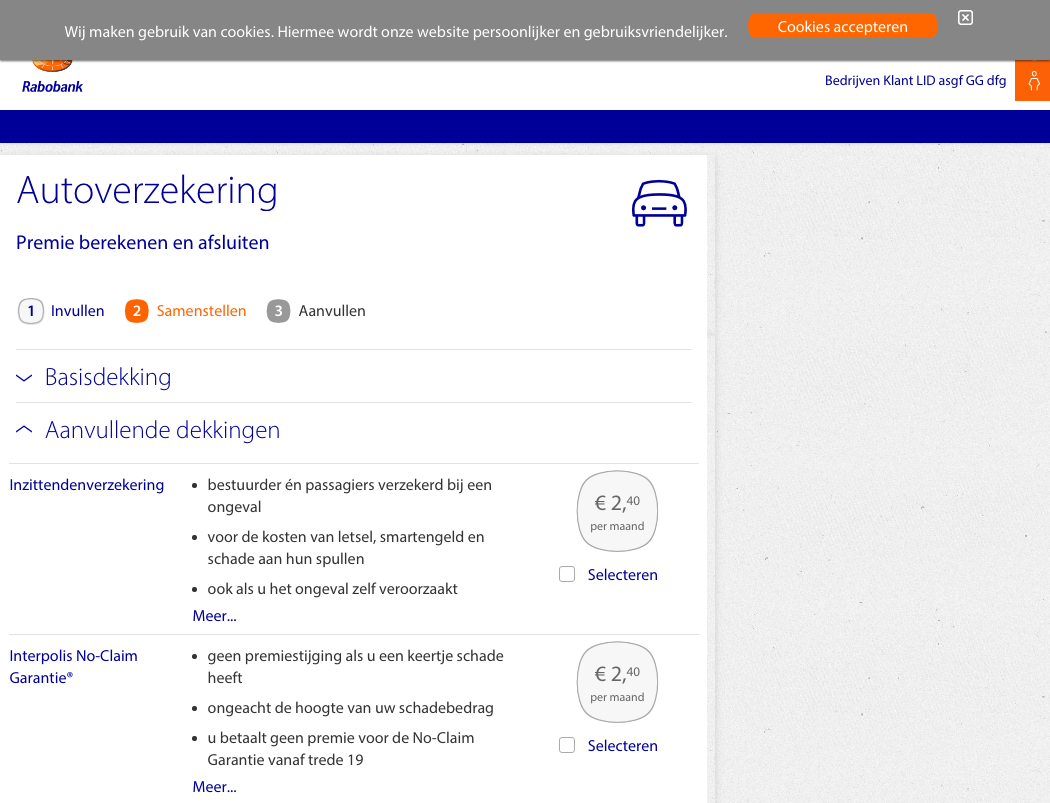 Wij maken gebruik van cookies. Hiermee wordt onze website persoonlijker en gebruiksvriendelijker.
Cookies accepteren
Rabobank
Bedrijven Klant LID asgf GG dfg
Autoverzekering
Premie berekenen en afsluiten
1 Invullen 2 Samenstellen 3 Aanvullen
Basisdekking
Aanvullende dekkingen
Inzittendenverzekering
• bestuurder én passagiers verzekerd bij een
ongeval
• voor de kosten van letsel, smartengeld en
schade aan hun spullen
• ook als u het ongeval zelf veroorzaakt
Meer...
€ 2,40
per maand
Selecteren
Interpolis No-Claim
Garantie®
• geen premiestijging als u een keertje schade
heeft
• ongeacht de hoogte van uw schadebedrag
• u betaalt geen premie voor de No-Claim
Garantie vanaf trede 19
Meer...
€ 2,40
per maand
Selecteren